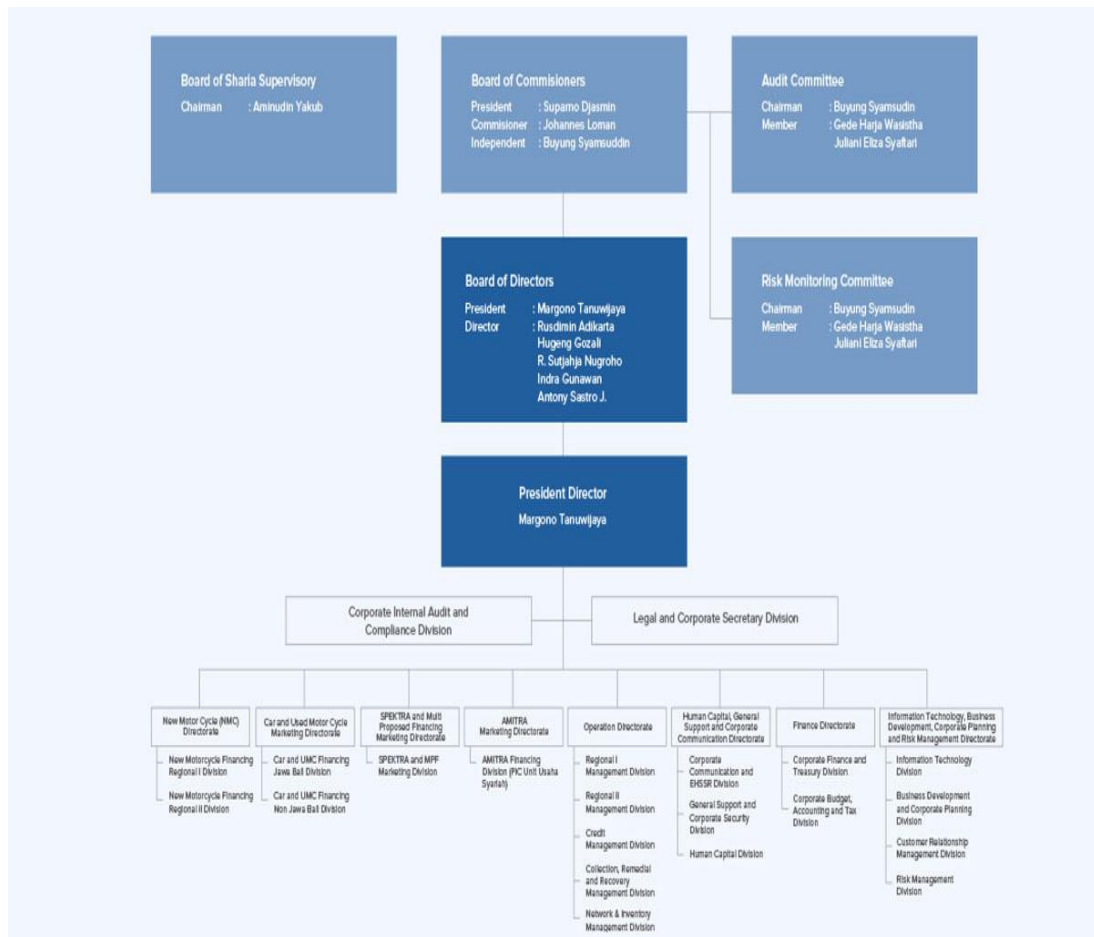 Board of Sharia Supervisory
Chairman : Aminudin Yakub
Board of Commisioners
President : Suparno Djasmin
Commisioner : Johannes Loman
Independent : Buyung Syamsuddin
Audit Committee
Chairman : Buyung Syamsudin
Member : Gede Harja Wasistha
Juliani Eliza Syaftari
Board of Directors
President : Margono Tanuwijaya
Director : Rusdimin Adikarta
Hugeng Gozali
R. Sutjahja Nugroho
Indra Gunawan
Antony Sastro J.
Risk Monitoring Committee
Chairman : Buyung Syamsudin
Member : Gede Harja Wasistha
Juliani Eliza Syaftari
President Director
Margono Tanuwijaya
Corporate Internal Audit and
Compliance Division
Legal and Corporate Secretary Division
New Motor Cycle (NMC)
Directorate
New Motorcycle Financing
Regional I Division
New Motorcycle Financing
Regional II Division
Car and Used Motor Cycle
Marketing Directorate
Car and UMC Financing
Jawa Bali Division
Car and UMC Financing
Non Jawa Bali Division
SPEKTRA and Multi
Proposed Financing
Marketing Directorate
SPEKTRA and MPF
Marketing Division
AMITRA
Marketing Directorate
AMITRA Financing
Division (PIC Unit Usaha
Syariah)
Operation Directorate
Regional I
Management Division
Regional II
Management Division
Credit
Management Division
Collection, Remedial
and Recovery
Management Division
Network & Inventory
Management Division
Human Capital, General
Support and Corporate
Communication Directorate
Corporate
Communication and
EHSSR Division
General Support and
Corporate Security
Division
Human Capital Division
Finance Directorate
Corporate Finance and
Treasury Division
Corporate Budget,
Accounting and Tax
Division
Information Technology, Business
Development, Corporate Planning
and Risk Management Directorate
Information Technology
Division
Business Development
and Corporate Planning
Division
Customer Relationship
Management Division
Risk Management
Division